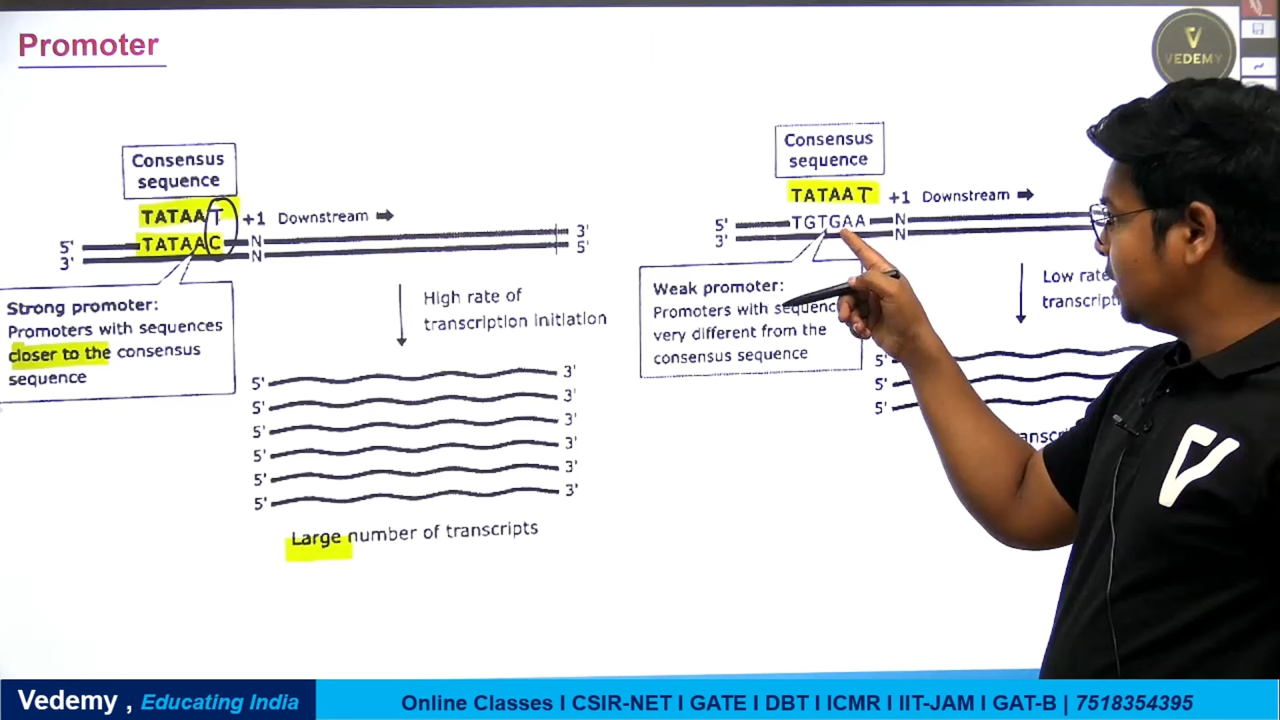 Promoter
VEDEMY
Consensus
sequence
TATAAT
+1 Downstream
5' TATAAC N 3'
3' N 5'
Strong promoter:
Promoters with sequences
closer to the consensus
sequence
High rate of
transcription initiation
5' 3'
5' 3'
5' 3'
5' 3'
5' 3'
5' 3'
Large number of transcripts
Consensus
sequence
TATAAT
+1 Downstream
5' TGTGAA N
3' N
Weak promoter:
Promoters with
very different from the
consensus sequence
Low rate
5'
5'
5'
Vedemy , Educating India
Online Classes I CSIR-NET I GATE I DBT I ICMR I IIT-JAM I GAT-B | 7518354395